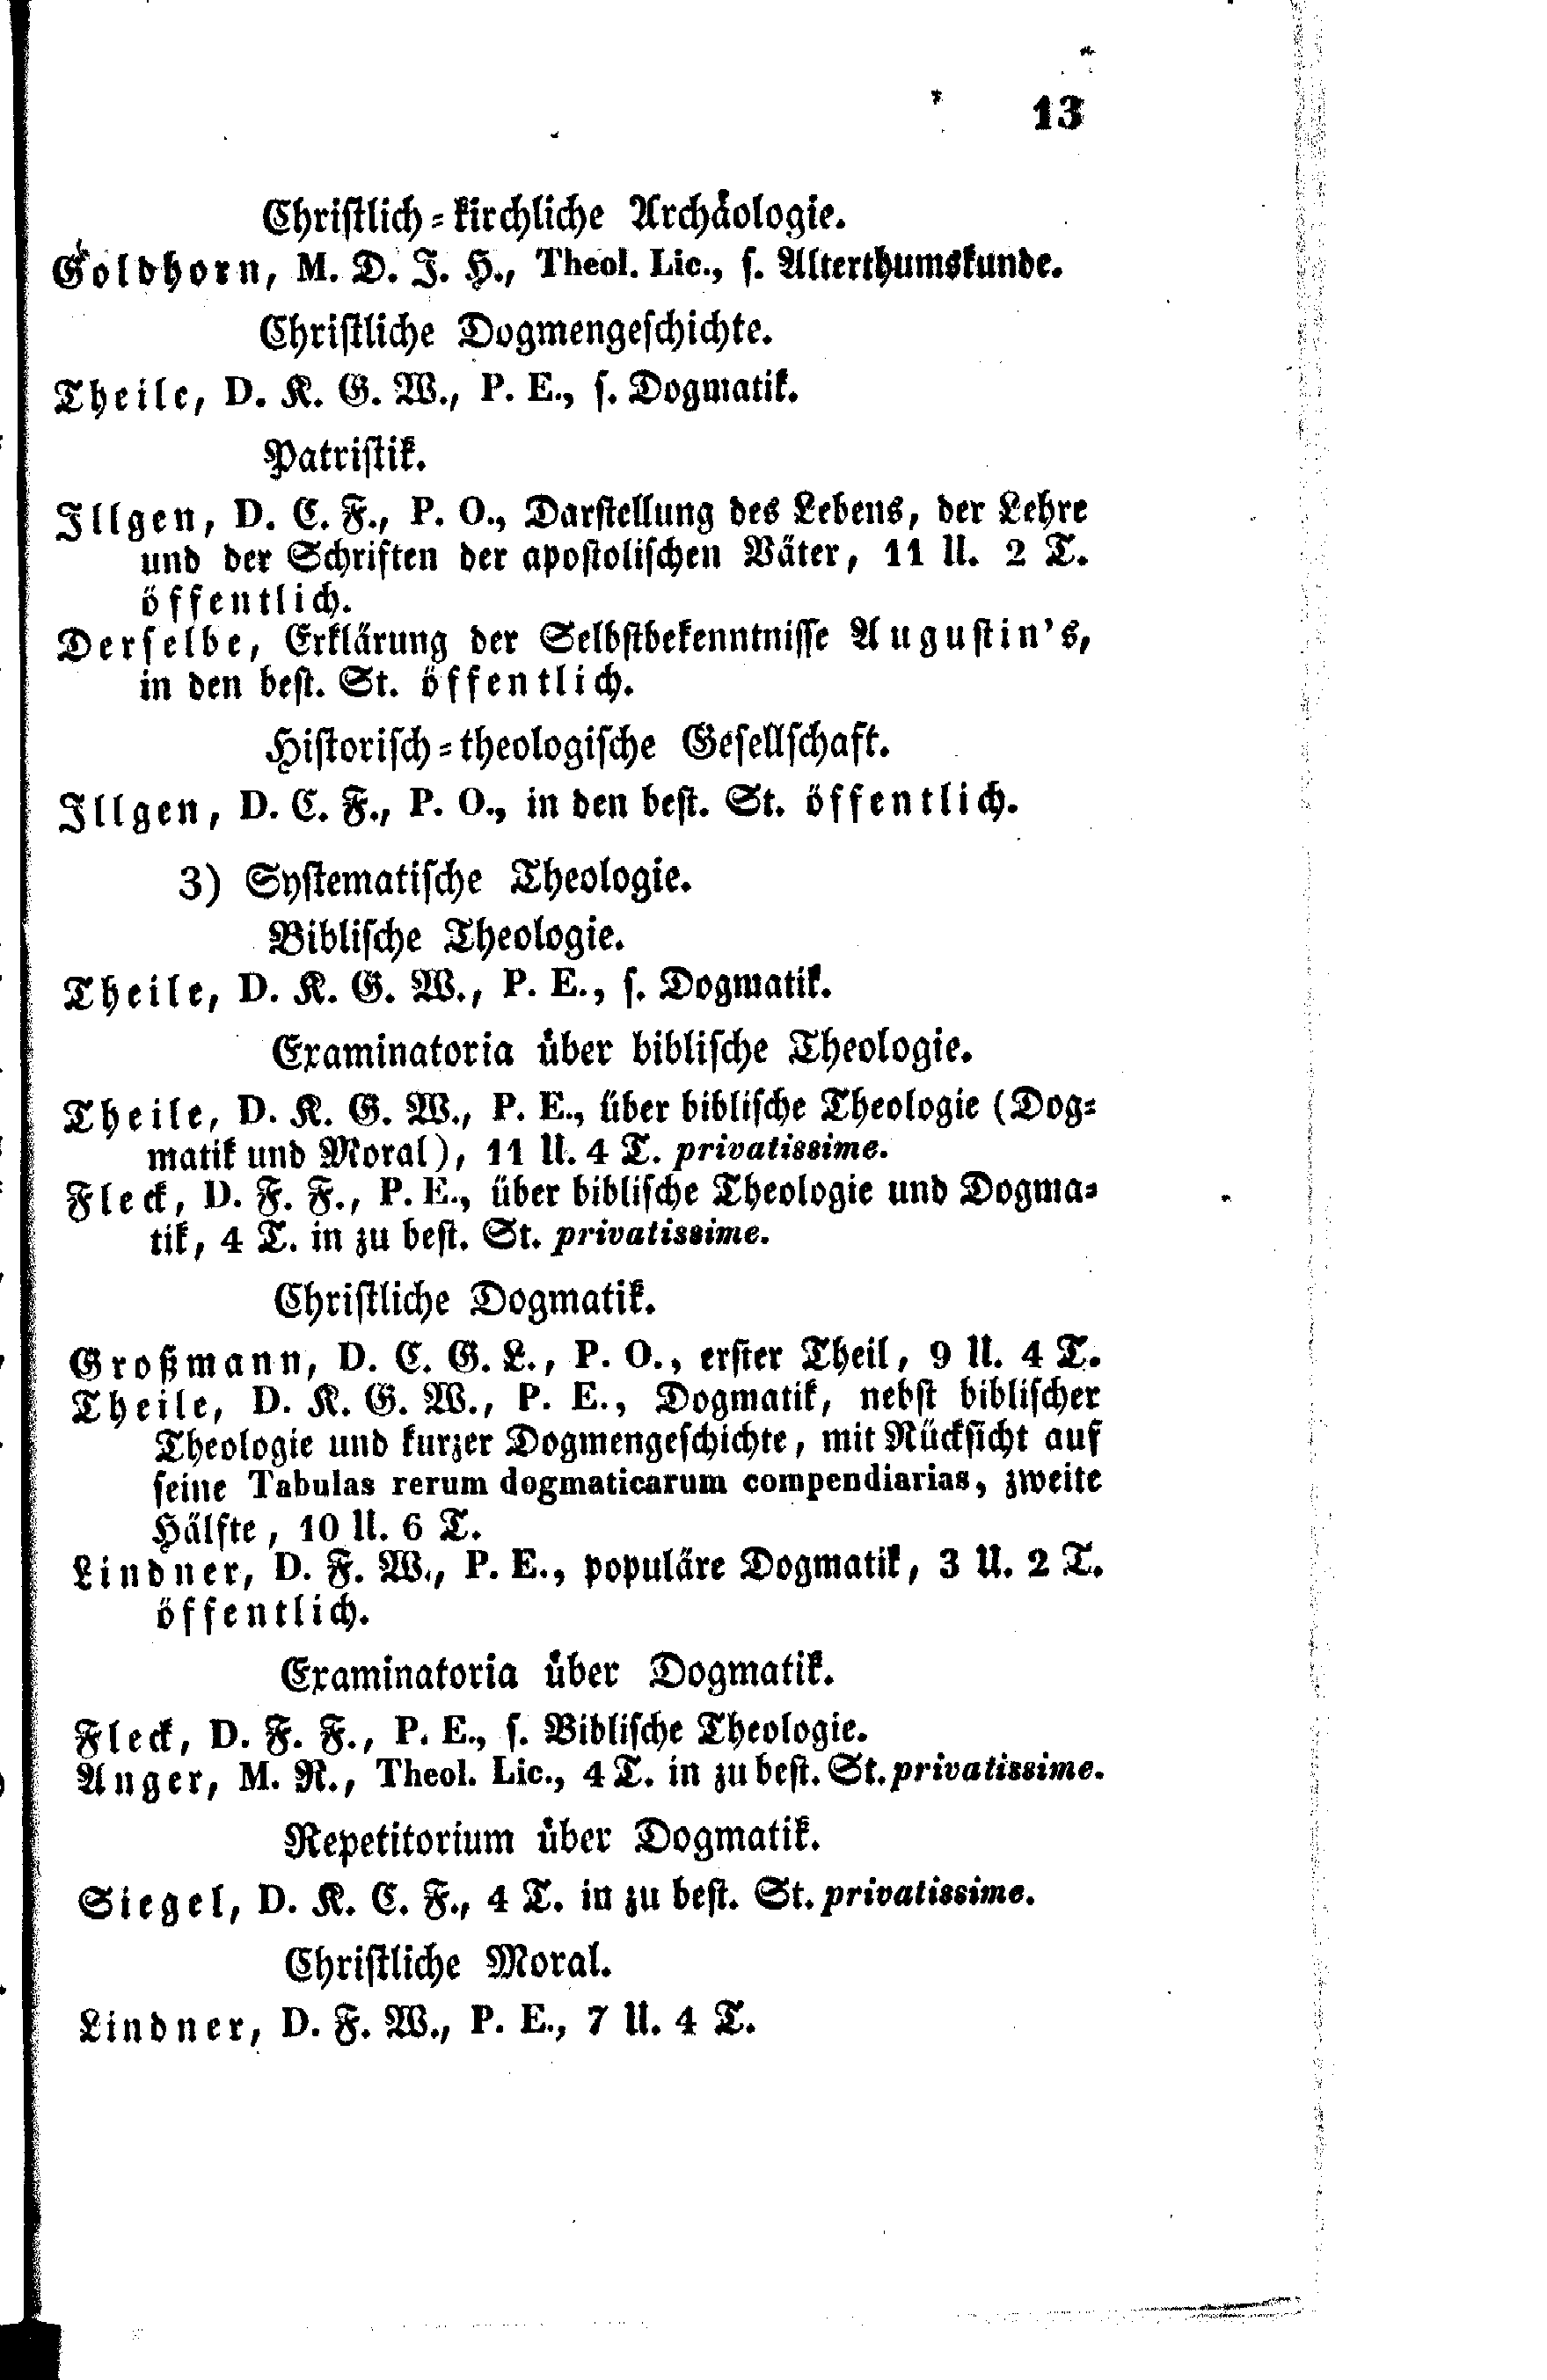 13
Christlich-kirchliche Archäologie.
Goldhorn, M. D. J. H., Theol. Lic., s. Alterthumskunde.
Christliche Dogmengeschichte.
Theile, D. K. G. W., P. E., s. Dogmatik.
Patristik.
Illgen, D. C. F., P. O., Darstellung des Lebens, der Lehre
und der Schriften der apostolischen Väter, 11 U. 2 T.
öffentlich.
Derselbe, Erklärung der Selbstbekenntnisse Augustin's,
in den best. St. öffentlich.
Historisch-theologische Gesellschaft.
Illgen, D. C. F., P. O., in den best. St. öffentlich.
3) Systematische Theologie.
Biblische Theologie.
Theile, D. K. G. W., P. E., s. Dogmatik.
Examinatoria über biblische Theologie.
Theile, D. K. G. W., P. E., über biblische Theologie (Dog-
matik und Moral), 11 U. 4 T. privatissime.
Fleck, D. F. F., P. E., über biblische Theologie und Dogma-
tik, 4 T. in zu best. St. privatissime.
Christliche Dogmatik.
Großmann, D. C. G. L., P. O., erster Theil, 9 U. 4 T.
Theile, D. K. G. W., P. E., Dogmatik, nebst biblischer
Theologie und kurzer Dogmengeschichte, mit Rücksicht auf
seine Tabulas rerum dogmaticarum compendiarias, zweite
Hälfte, 10 U. 6 T.
Lindner, D. F. W., P. E., populäre Dogmatik, 3 U. 2 T.
öffentlich.
Examinatoria über Dogmatik.
Fleck, D. F. F., P. E., s. Biblische Theologie.
Anger, M. R., Theol. Lic., 4 T. in zu best. St. privatissime.
Repetitorium über Dogmatik.
Siegel, D. K. C. F., 4 T. in zu best. St. privatissime.
Christliche Moral.
Lindner, D. F. W., P. E., 7 U. 4 T.